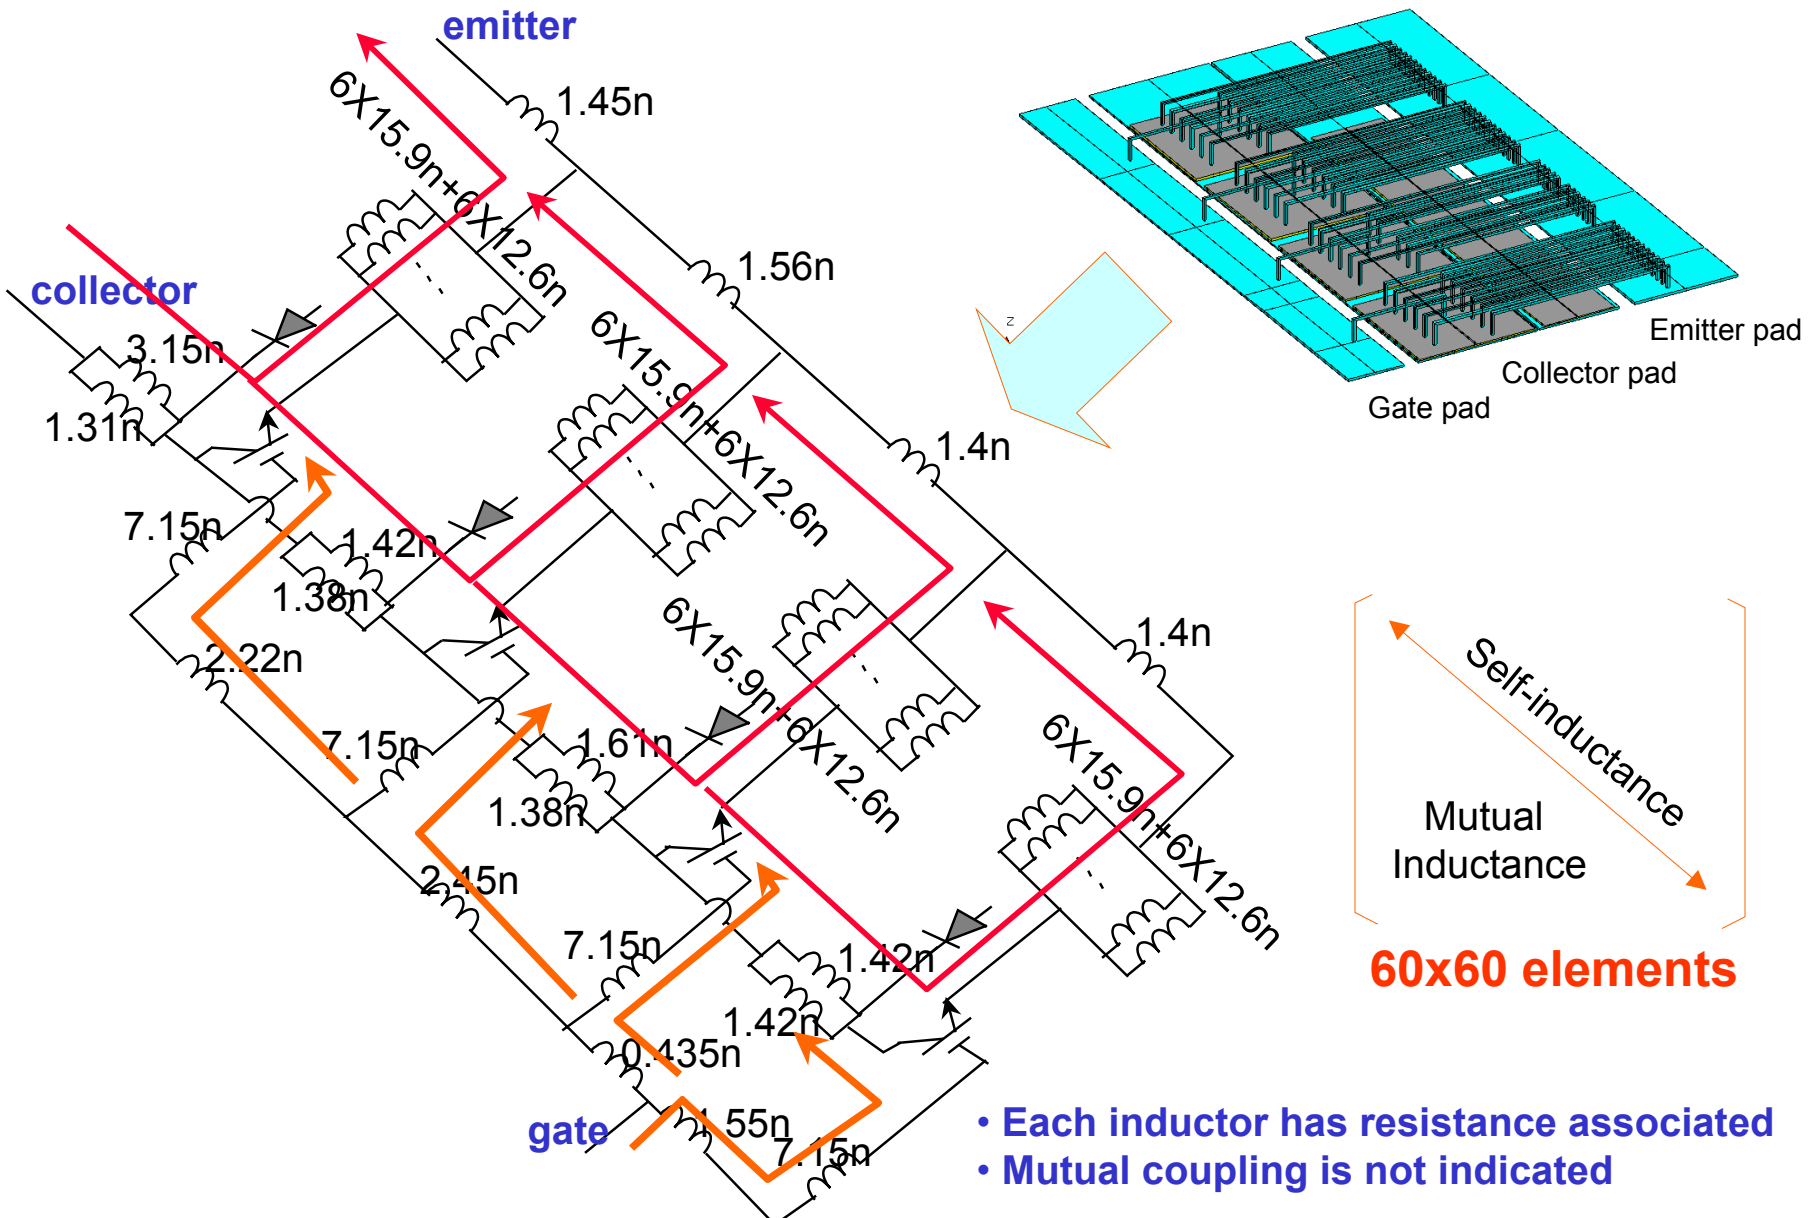 emitter
1.45n
6X15.9n+6X12.6n
1.56n
collector
3.15n
1.31n
6X15.9n+6X12.6n
1.4n
7.15n
1.42n
1.38n
2.22n
6X15.9n+6X12.6n
1.4n
7.15n
1.61n
1.38n
6X15.9n+6X12.6n
2.45n
7.15n
1.42n
1.42n
0.435n
gate
1.55n
7.15n
z
Emitter pad
Collector pad
Gate pad
Self-inductance
Mutual
Inductance
60x60 elements
• Each inductor has resistance associated
• Mutual coupling is not indicated